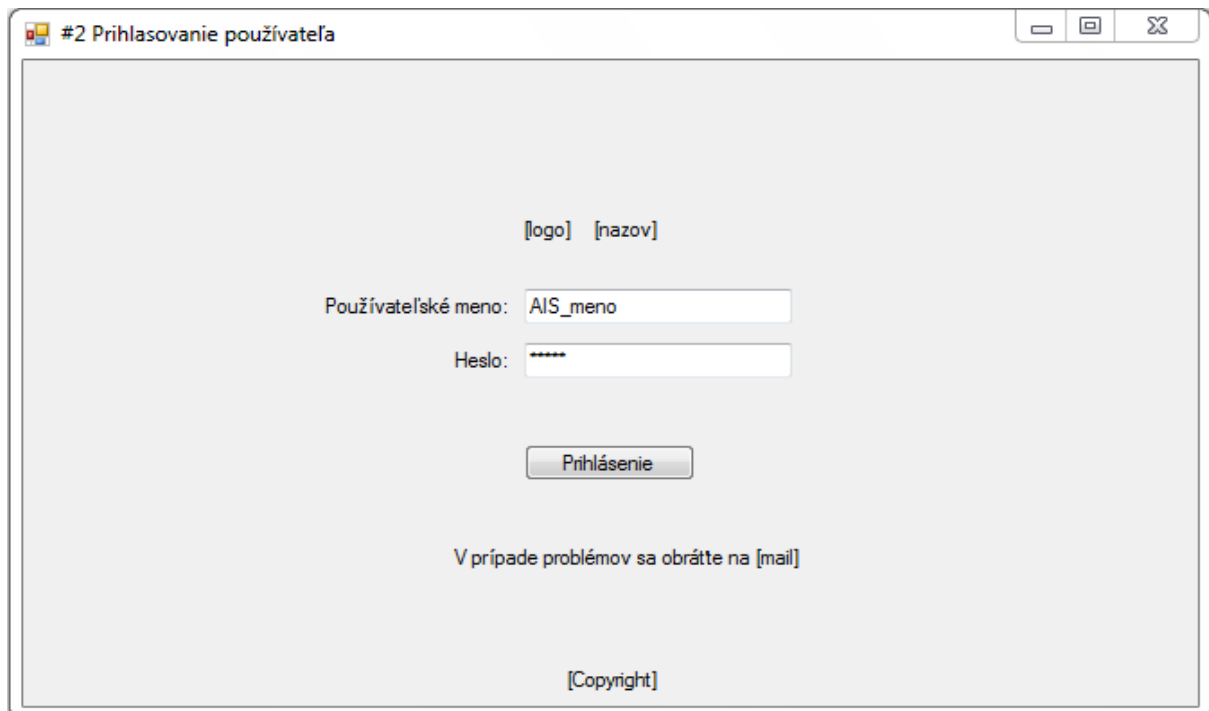 #2 Prihlasovanie používateľa
[logo] [nazov]
Používateľské meno: AIS_meno
Heslo: *****
Prihlásenie
V prípade problémov sa obráťte na [mail]
[Copyright]